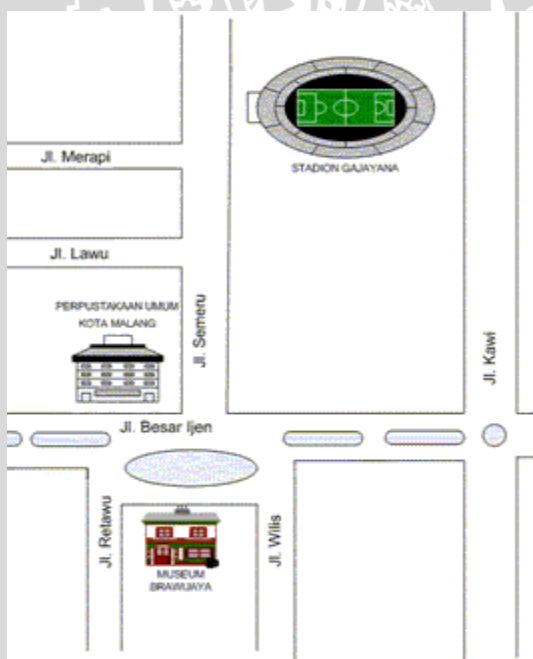 STADION GAJAYANA
Jl. Merapi
Jl. Lawu
PERPUSTAKAAN UMUM
KOTA MALANG
Jl. Semeru
Jl. Kawi
Jl. Besar Ijen
Jl. Retawu
Jl. Wilis
MUSEUM
BRAWIJAYA